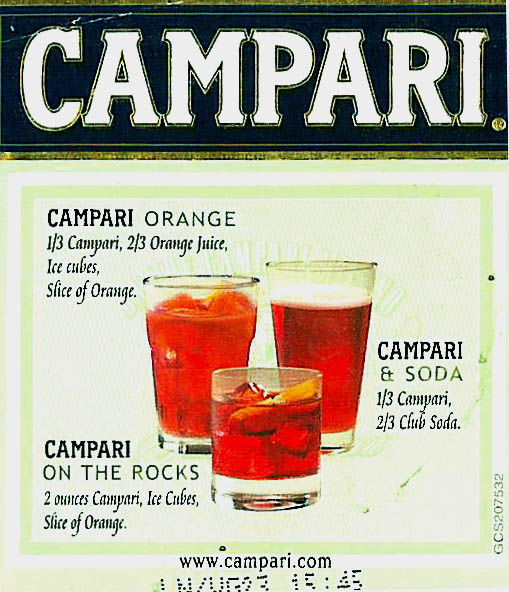 CAMPARI
CAMPARI ORANGE
1/3 Campari, 2/3 Orange Juice,
Ice cubes,
Slice of Orange.
CAMPARI
& SODA
1/3 Campari,
2/3 Club Soda.
CAMPARI
ON THE ROCKS
2 ounces Campari, Ice Cubes,
Slice of Orange.
GCS207532
www.campari.com
15:45